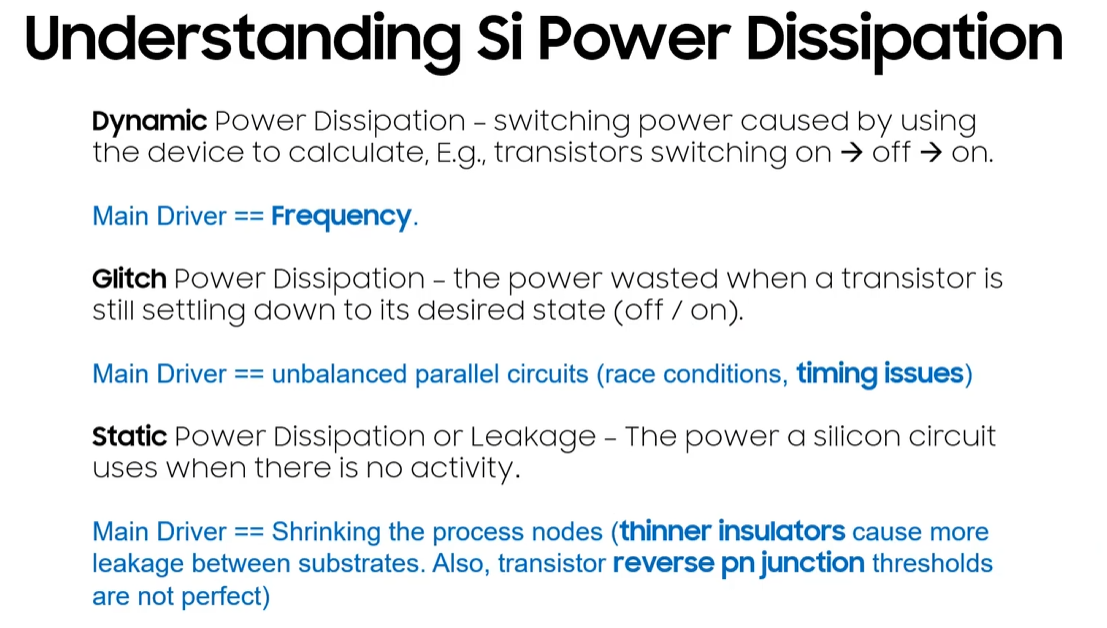 Understanding Si Power Dissipation
Dynamic Power Dissipation – switching power caused by using
the device to calculate, E.g., transistors switching on → off → on.
Main Driver == Frequency.
Glitch Power Dissipation – the power wasted when a transistor is
still settling down to its desired state (off / on).
Main Driver == unbalanced parallel circuits (race conditions, timing issues)
Static Power Dissipation or Leakage – The power a silicon circuit
uses when there is no activity.
Main Driver == Shrinking the process nodes (thinner insulators cause more
leakage between substrates. Also, transistor reverse pn junction thresholds
are not perfect)